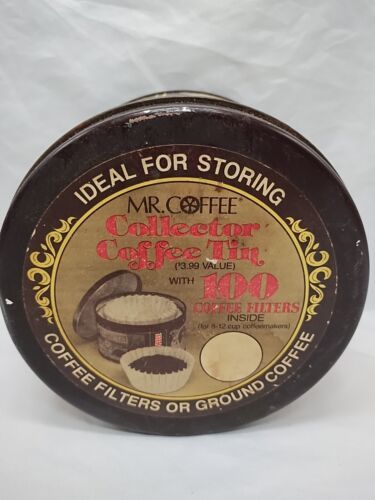 IDEAL FOR STORING
MR. COFFEE®
Collector
Coffee Tin
($3.99 VALUE)
WITH 100
COFFEE FILTERS
INSIDE
(for 8-12 cup coffeemakers)
COFFEE FILTERS OR GROUND COFFEE